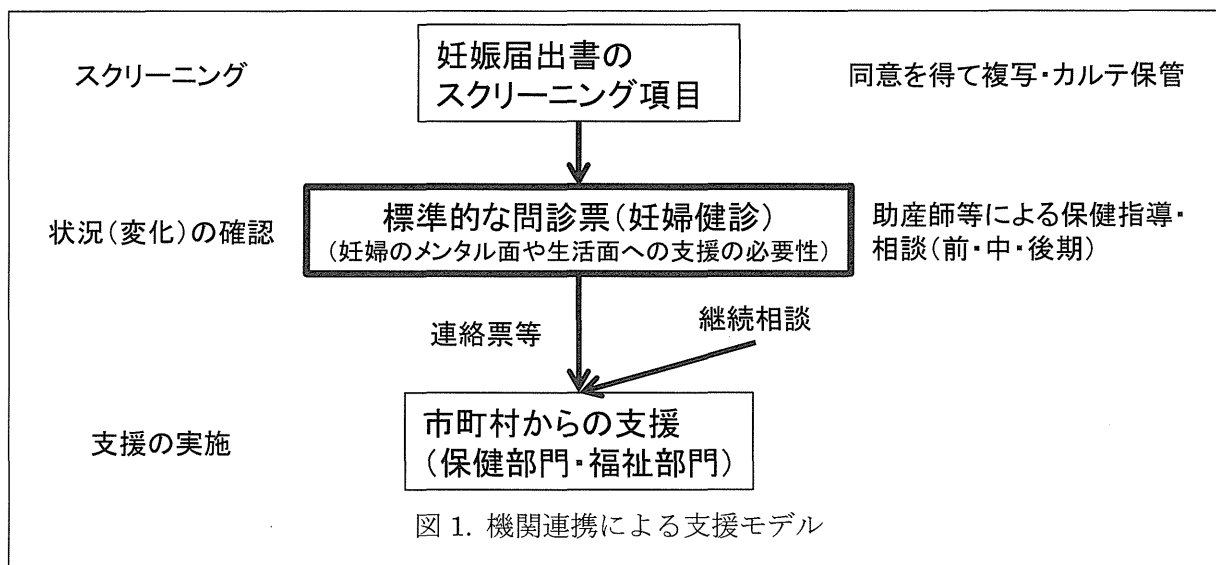 スクリーニング
妊娠届出書の
スクリーニング項目
同意を得て複写・カルテ保管
状況(変化)の確認
標準的な問診票(妊婦健診)
(妊婦のメンタル面や生活面への支援の必要性)
助産師等による保健指導・
相談(前・中・後期)
連絡票等
継続相談
支援の実施
市町村からの支援
(保健部門・福祉部門)
図 1. 機関連携による支援モデル